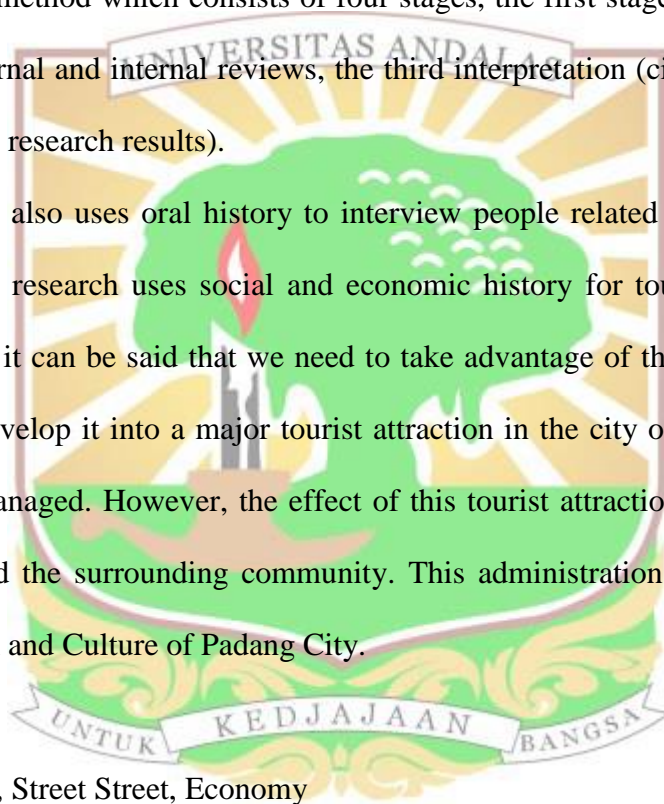 method which consists of four stages, the first stage
UNIVERSITAS ANDALAS
rnal and internal reviews, the third interpretation (ci
research results).
also uses oral history to interview people related
research uses social and economic history for tou
it can be said that we need to take advantage of th
velop it into a major tourist attraction in the city o
anaged. However, the effect of this tourist attractio
d the surrounding community. This administration
and Culture of Padang City.
UNTUK KEDJAJAAN BANGSA
, Street Street, Economy